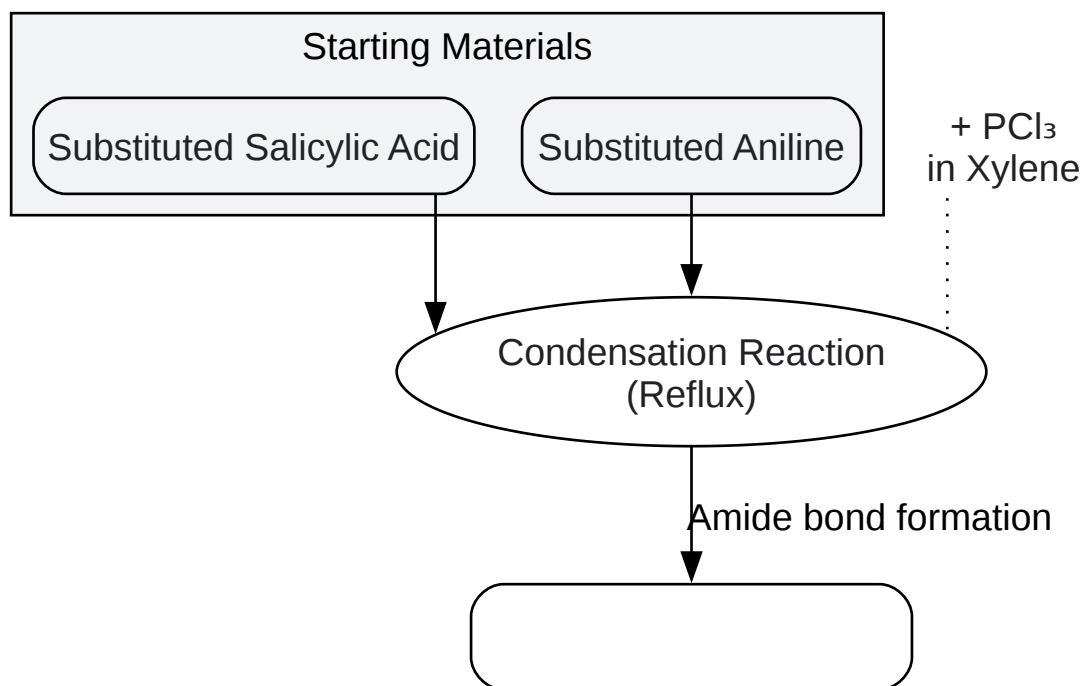 Starting Materials
Substituted Salicylic Acid
Substituted Aniline
+ PCl₃
in Xylene
Condensation Reaction
(Reflux)
Amide bond formation